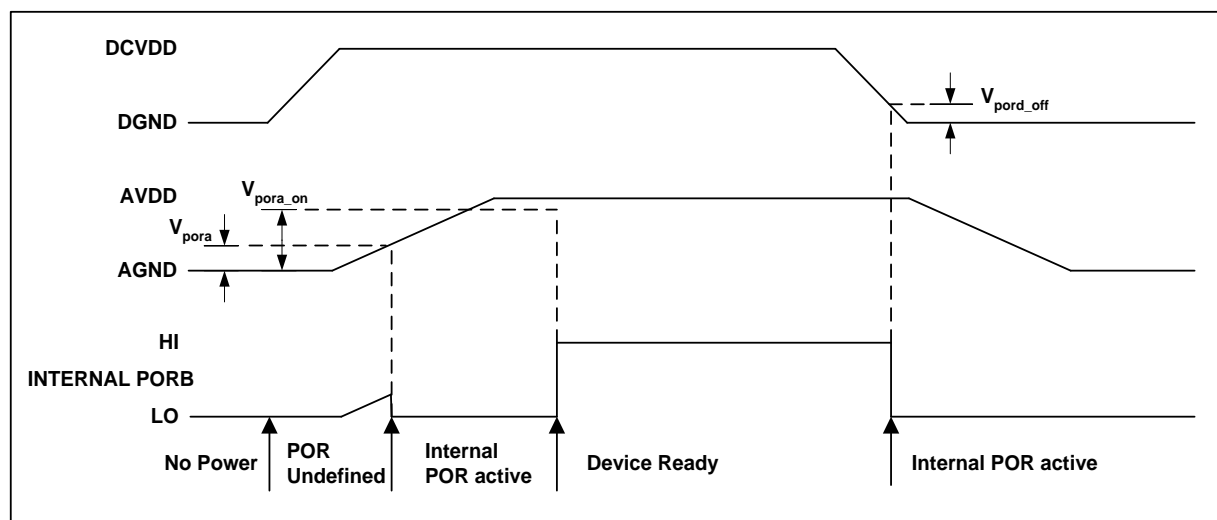 DCVDD
V_pord_off
DGND
AVDD
V_pora_on
V_pora
AGND
HI
INTERNAL PORB
LO
No Power
POR
Undefined
Internal
POR active
Device Ready
Internal POR active